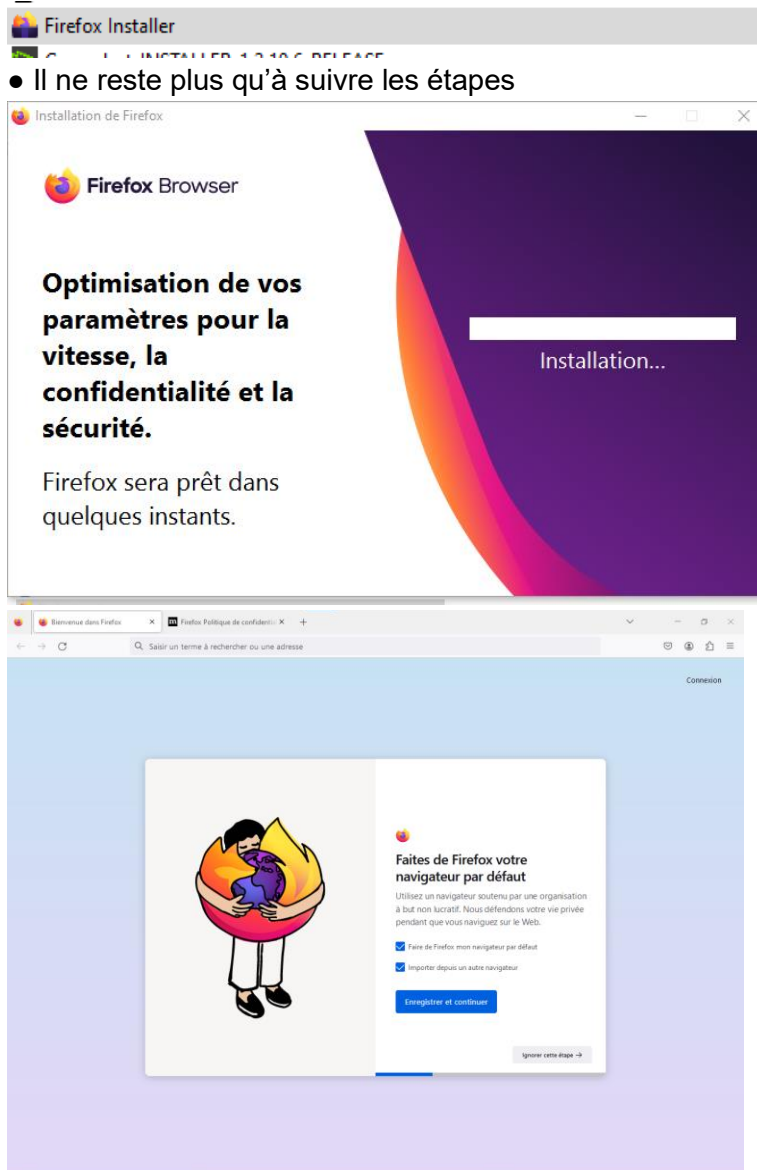 Firefox Installer
● Il ne reste plus qu’à suivre les étapes
Installation de Firefox
Firefox Browser
Optimisation de vos
paramètres pour la
vitesse, la
confidentialité et la
sécurité.
Firefox sera prêt dans
quelques instants.
Installation...
Bienvenue dans Firefox
Firefox Politique de confidentia
Saisir un terme à rechercher ou une adresse
Connexion
Faites de Firefox votre
navigateur par défaut
Utilisez un navigateur soutenu par une organisation
à but non lucratif. Nous défendons votre vie privée
pendant que vous naviguez sur le Web.
Faire de Firefox mon navigateur par défaut
Importer depuis un autre navigateur
Enregistrer et continuer
Ignorer cette étape →